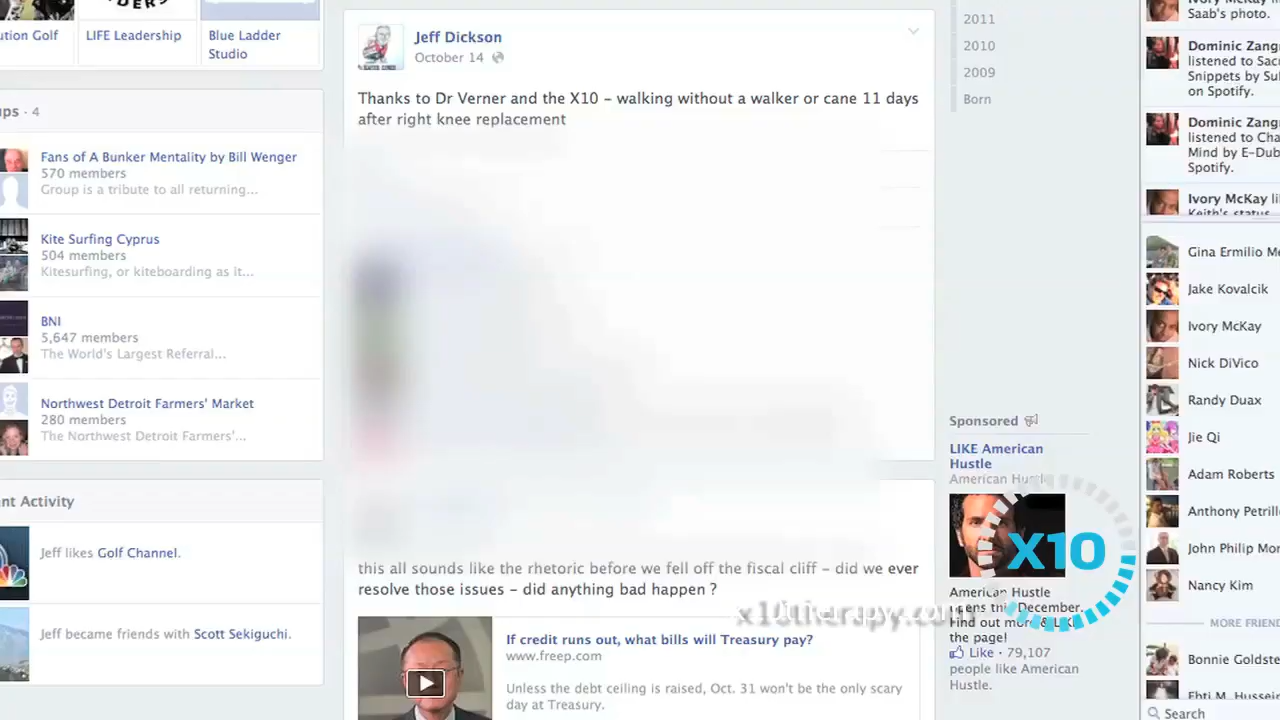 ution Golf
LIFE Leadership
Blue Ladder
Studio
ups · 4
Fans of A Bunker Mentality by Bill Wenger
570 members
Group is a tribute to all returning...
Kite Surfing Cyprus
504 members
Kitesurfing, or kiteboarding as it...
BNI
5,647 members
The World's Largest Referral...
Northwest Detroit Farmers' Market
280 members
The Northwest Detroit Farmers'...
nt Activity
Jeff likes Golf Channel.
Jeff became friends with Scott Sekiguchi.
Jeff Dickson
October 14
Thanks to Dr Verner and the X10 – walking without a walker or cane 11 days
after right knee replacement
this all sounds like the rhetoric before we fell off the fiscal cliff – did we ever
resolve those issues – did anything bad happen ?
If credit runs out, what bills will Treasury pay?
www.freep.com
Unless the debt ceiling is raised, Oct. 31 won't be the only scary
day at Treasury.
2011
2010
2009
Born
Sponsored
LIKE American
Hustle
American Hustle
X10
x10therapy.com
American Hustle
opens this December.
Find out more & LIKE
the page!
Like · 79,107
people like American
Hustle.
Ivory McKay
Saab's photo.
Dominic Zang
listened to Sac
Snippets by Su
on Spotify.
Dominic Zang
listened to Cha
Mind by E-Dub
Spotify.
Ivory McKay li
Keith's status
Gina Ermilio Me
Jake Kovalcik
Ivory McKay
Nick DiVico
Randy Duax
Jie Qi
Adam Roberts
Anthony Petrill
John Philip Mon
Nancy Kim
MORE FRIEND
Bonnie Goldste
Ehti M. Hussein
Search